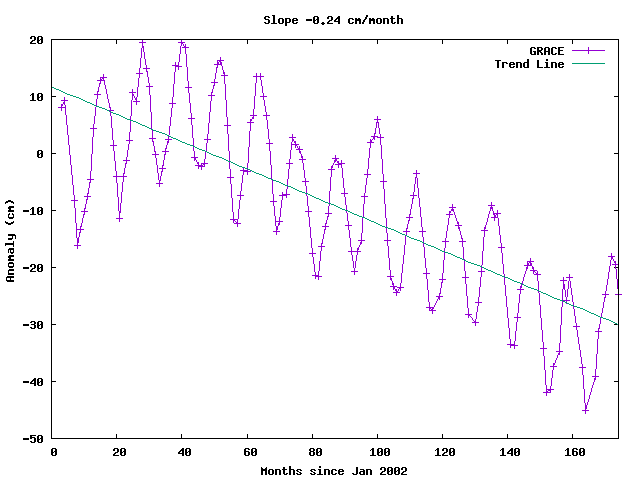 Slope -0.24 cm/month
GRACE
Trend Line
20
10
0
-10
-20
-30
-40
-50
Anomaly (cm)
0 20 40 60 80 100 120 140 160
Months since Jan 2002